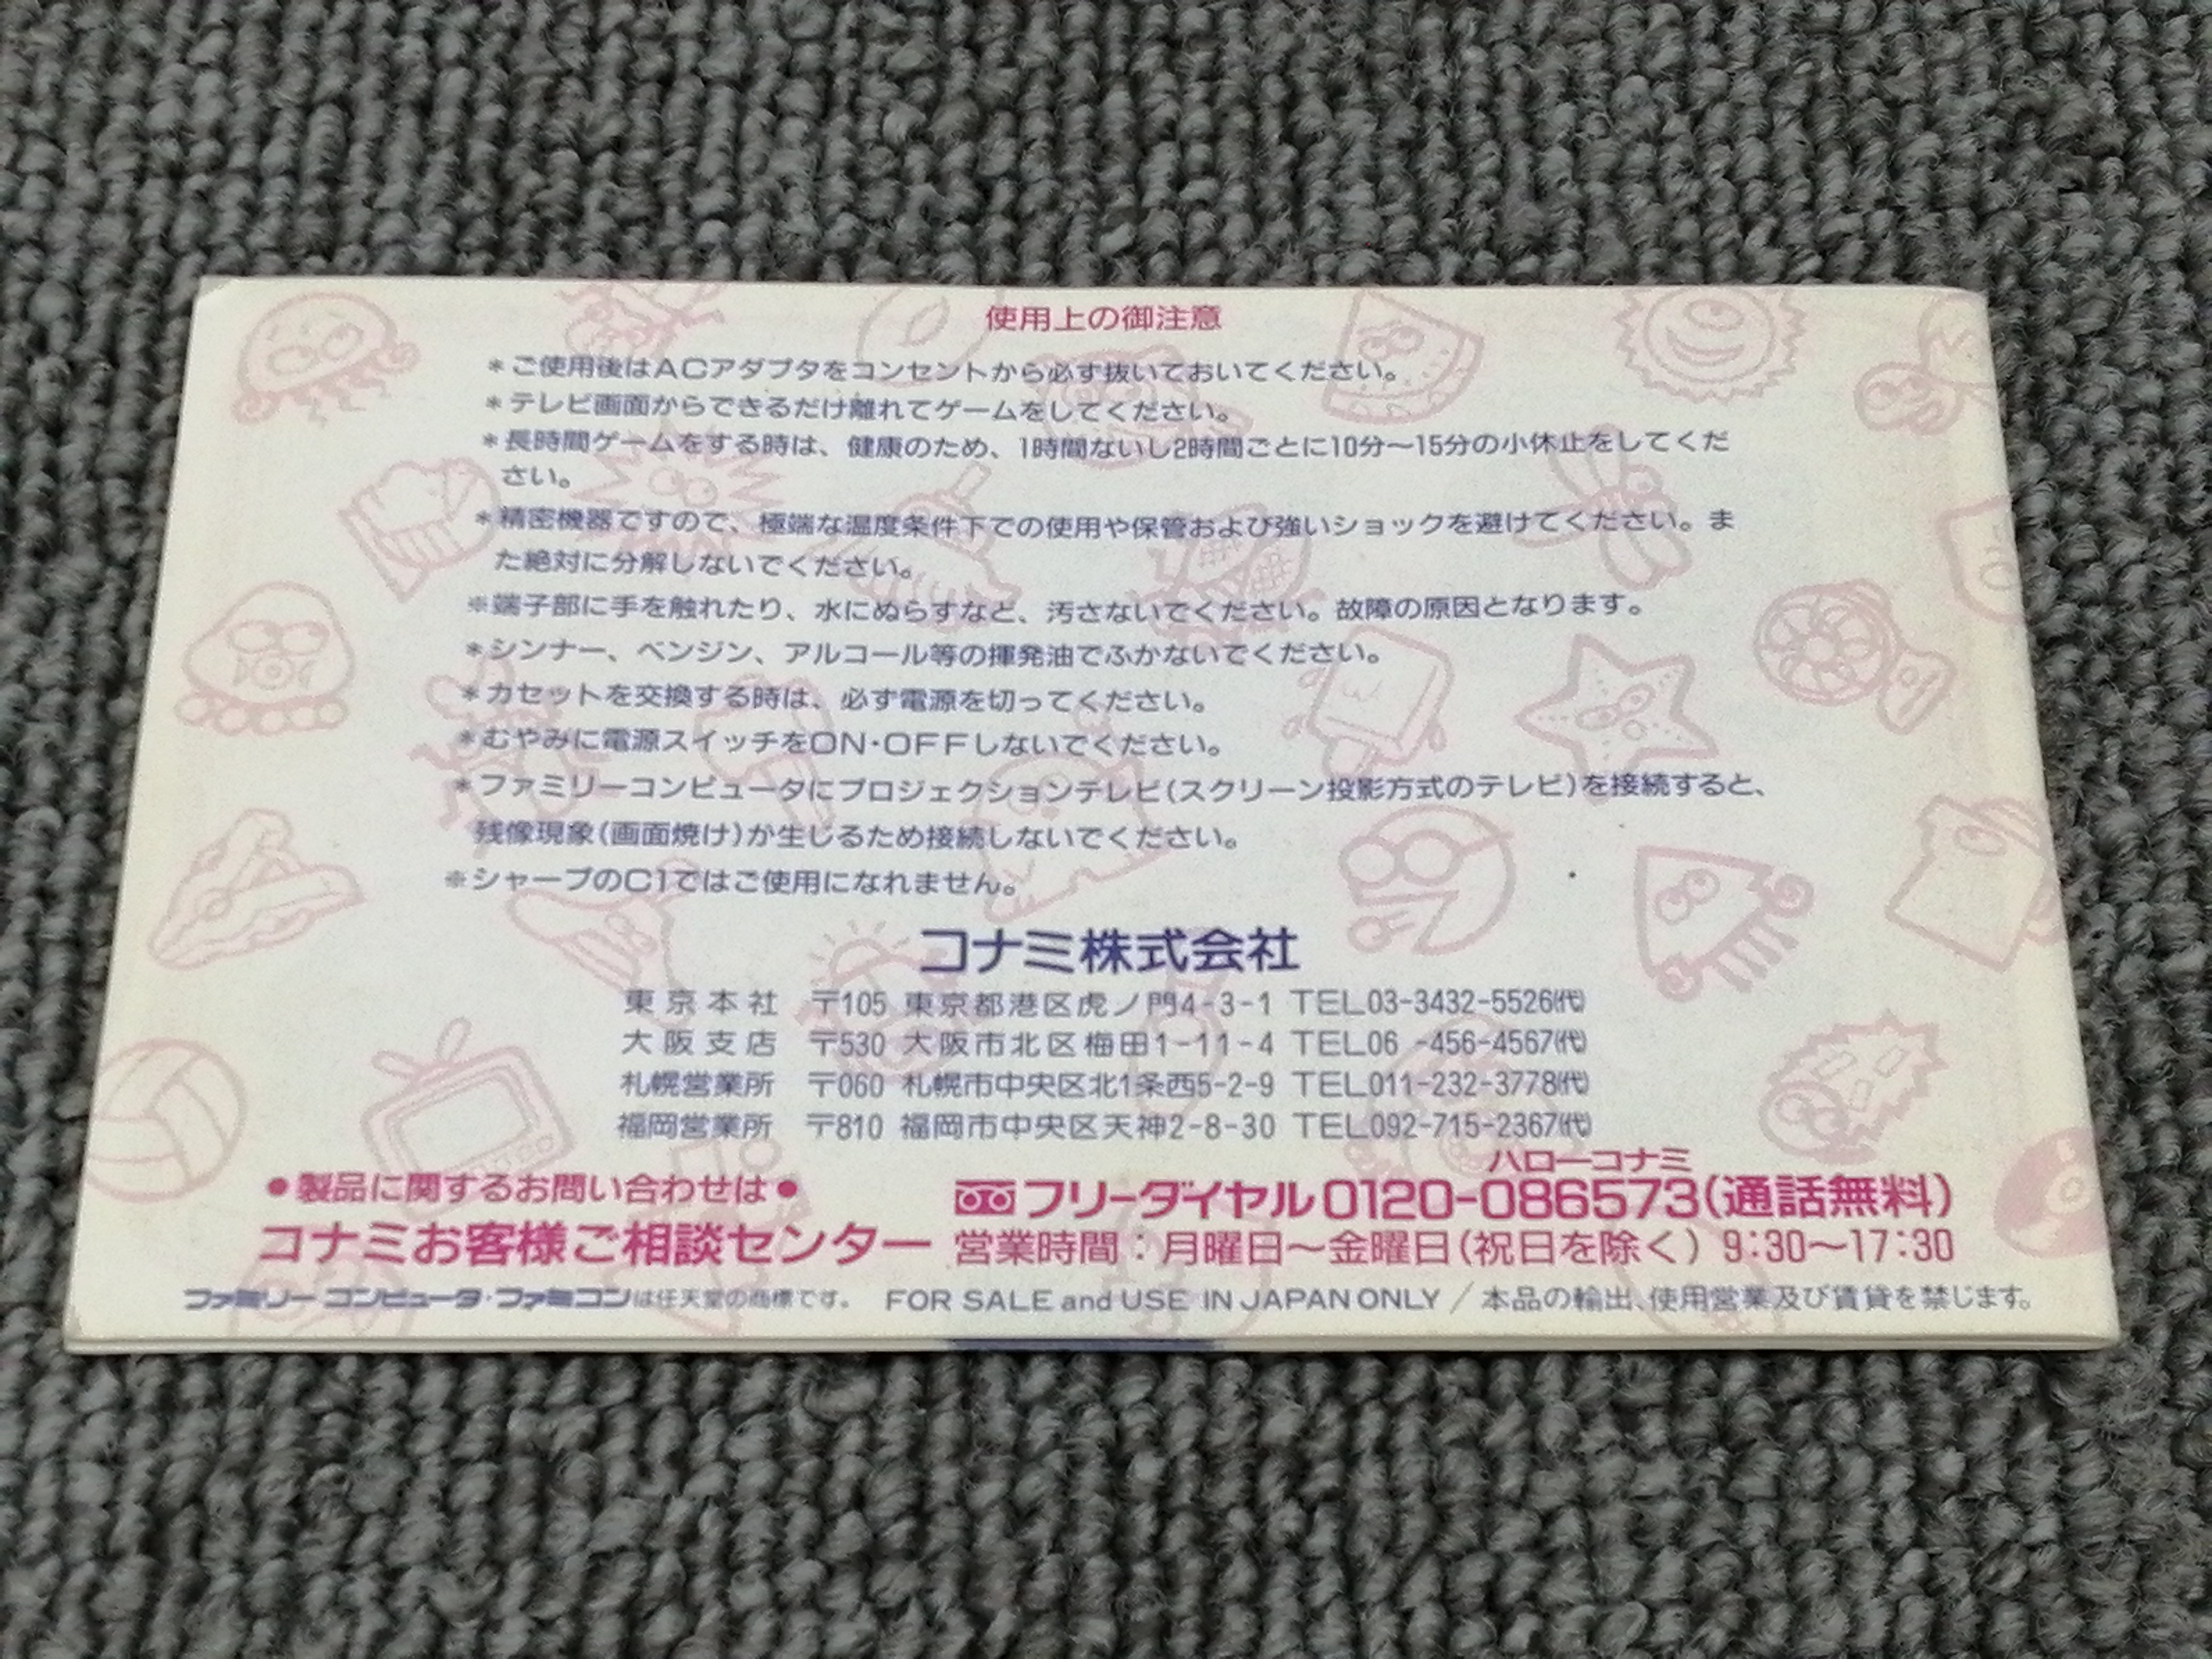 使用上の御注意
*ご使用後はACアダプタをコンセントから必ず抜いておいてください。
*テレビ画面からできるだけ離れてゲームをしてください。
*長時間ゲームをする時は、健康のため、1時間ないし2時間ごとに10分〜15分の小休止をしてくだ
さい。
*精密機器ですので、極端な温度条件下での使用や保管および強いショックを避けてください。ま
た絶対に分解しないでください。
※端子部に手を触れたり、水にぬらすなど、汚さないでください。故障の原因となります。
*シンナー、ベンジン、アルコール等の揮発油でふかないでください。
*カセットを交換する時は、必ず電源を切ってください。
*むやみに電源スイッチをON・OFFしないでください。
*ファミリーコンピュータにプロジェクションテレビ(スクリーン投影方式のテレビ)を接続すると、
残像現象(画面焼け)が生じるため接続しないでください。
※シャープのC1ではご使用になれません。
コナミ株式会社
東京本社 〒105 東京都港区虎ノ門4-3-1 TEL03-3432-5526㈹
大阪支店 〒530 大阪市北区梅田1-11-4 TEL06 -456-4567㈹
札幌営業所 〒060 札幌市中央区北1条西5-2-9 TEL011-232-3778㈹
福岡営業所 〒810 福岡市中央区天神2-8-30 TEL092-715-2367㈹
●製品に関するお問い合わせは●
コナミお客様ご相談センター
ハローコナミ
フリーダイヤル0120-086573(通話無料)
営業時間:月曜日〜金曜日(祝日を除く) 9:30〜17:30
ファミリーコンピュータ・ファミコンは任天堂の商標です。 FOR SALE and USE IN JAPAN ONLY/本品の輸出、使用営業及び賃貸を禁じます。